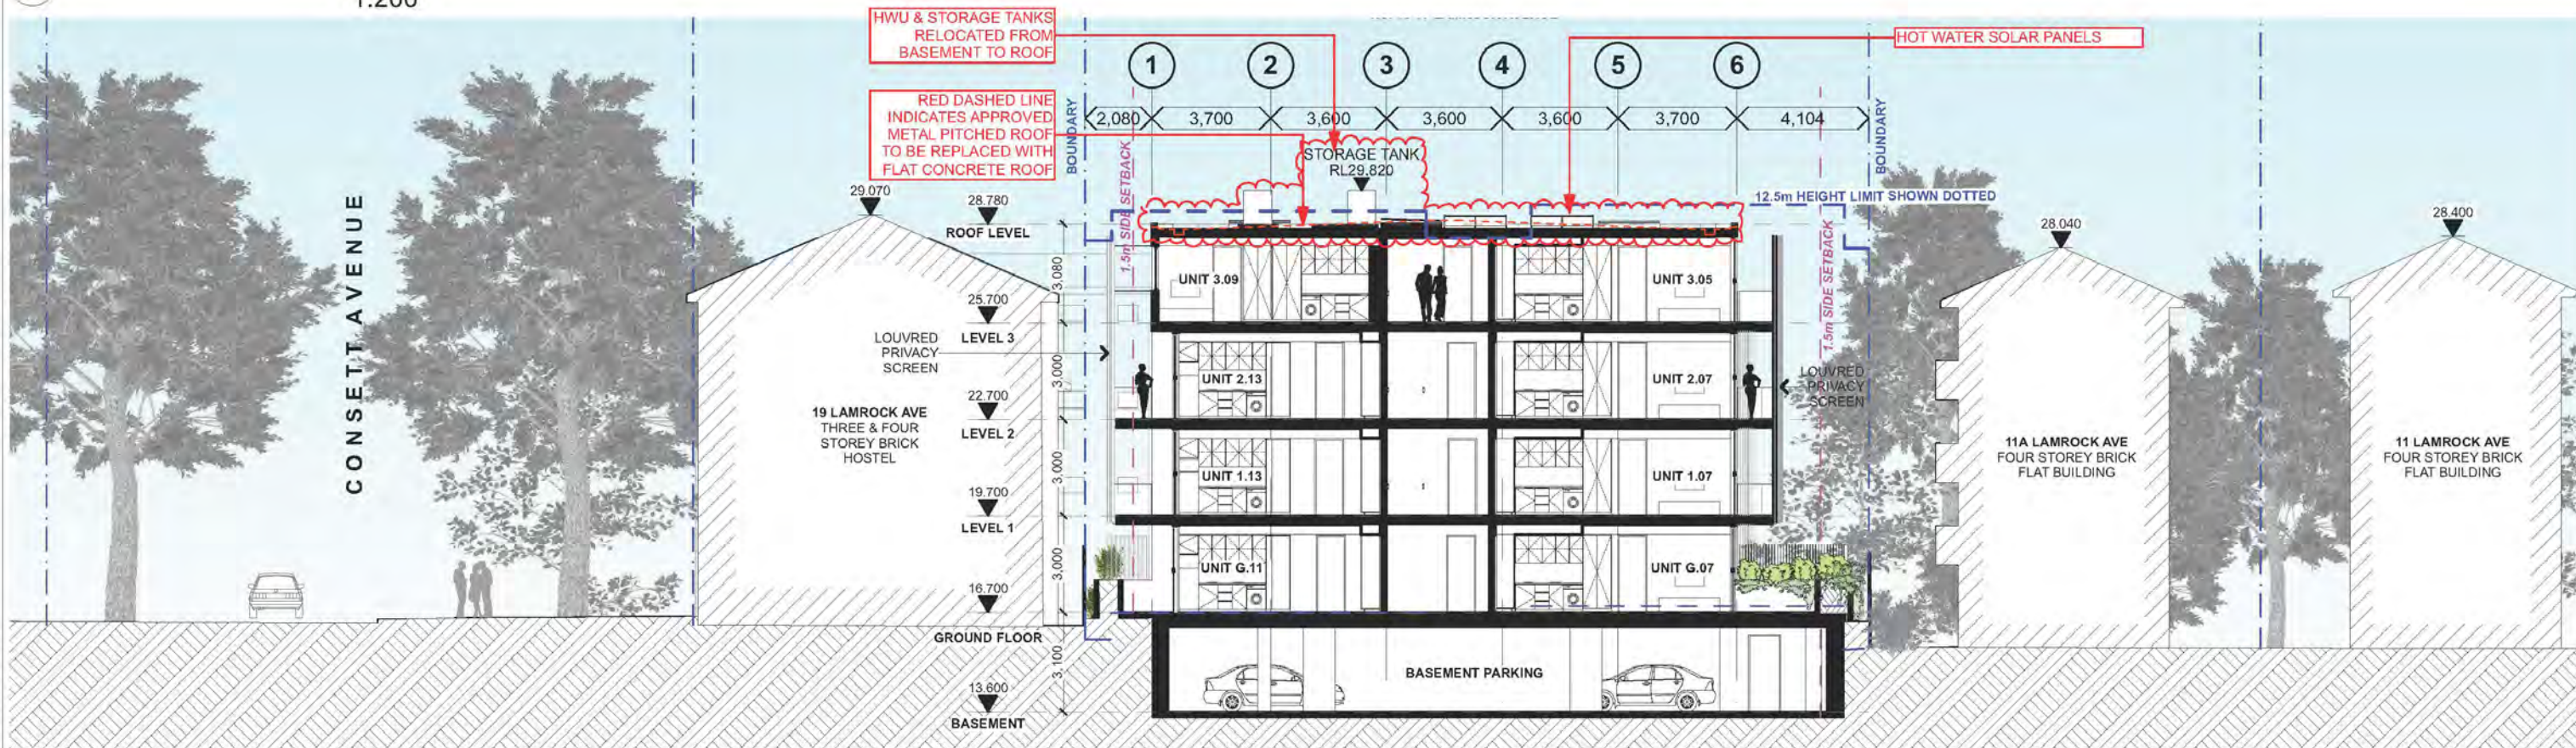 1:200
HWU & STORAGE TANKS
RELOCATED FROM
BASEMENT TO ROOF
HOT WATER SOLAR PANELS
1
2
3
4
5
6
RED DASHED LINE
INDICATES APPROVED
METAL PITCHED ROOF
TO BE REPLACED WITH
FLAT CONCRETE ROOF
BOUNDARY
2,080
3,700
3,600
3,600
3,600
3,700
4,104
BOUNDARY
STORAGE TANK
RL29.820
1.5m SIDE SETBACK
12.5m HEIGHT LIMIT SHOWN DOTTED
1.5m SIDE SETBACK
CONSETT AVENUE
29.070
28.780
ROOF LEVEL
28.040
28.400
3,080
UNIT 3.09
UNIT 3.05
25.700
LEVEL 3
LOUVRED
PRIVACY
SCREEN
3,000
UNIT 2.13
UNIT 2.07
LOUVRED
PRIVACY
SCREEN
22.700
LEVEL 2
19 LAMROCK AVE
THREE & FOUR
STOREY BRICK
HOSTEL
11A LAMROCK AVE
FOUR STOREY BRICK
FLAT BUILDING
11 LAMROCK AVE
FOUR STOREY BRICK
FLAT BUILDING
3,000
UNIT 1.13
UNIT 1.07
19.700
LEVEL 1
3,000
UNIT G.11
UNIT G.07
16.700
GROUND FLOOR
3,100
BASEMENT PARKING
13.600
BASEMENT